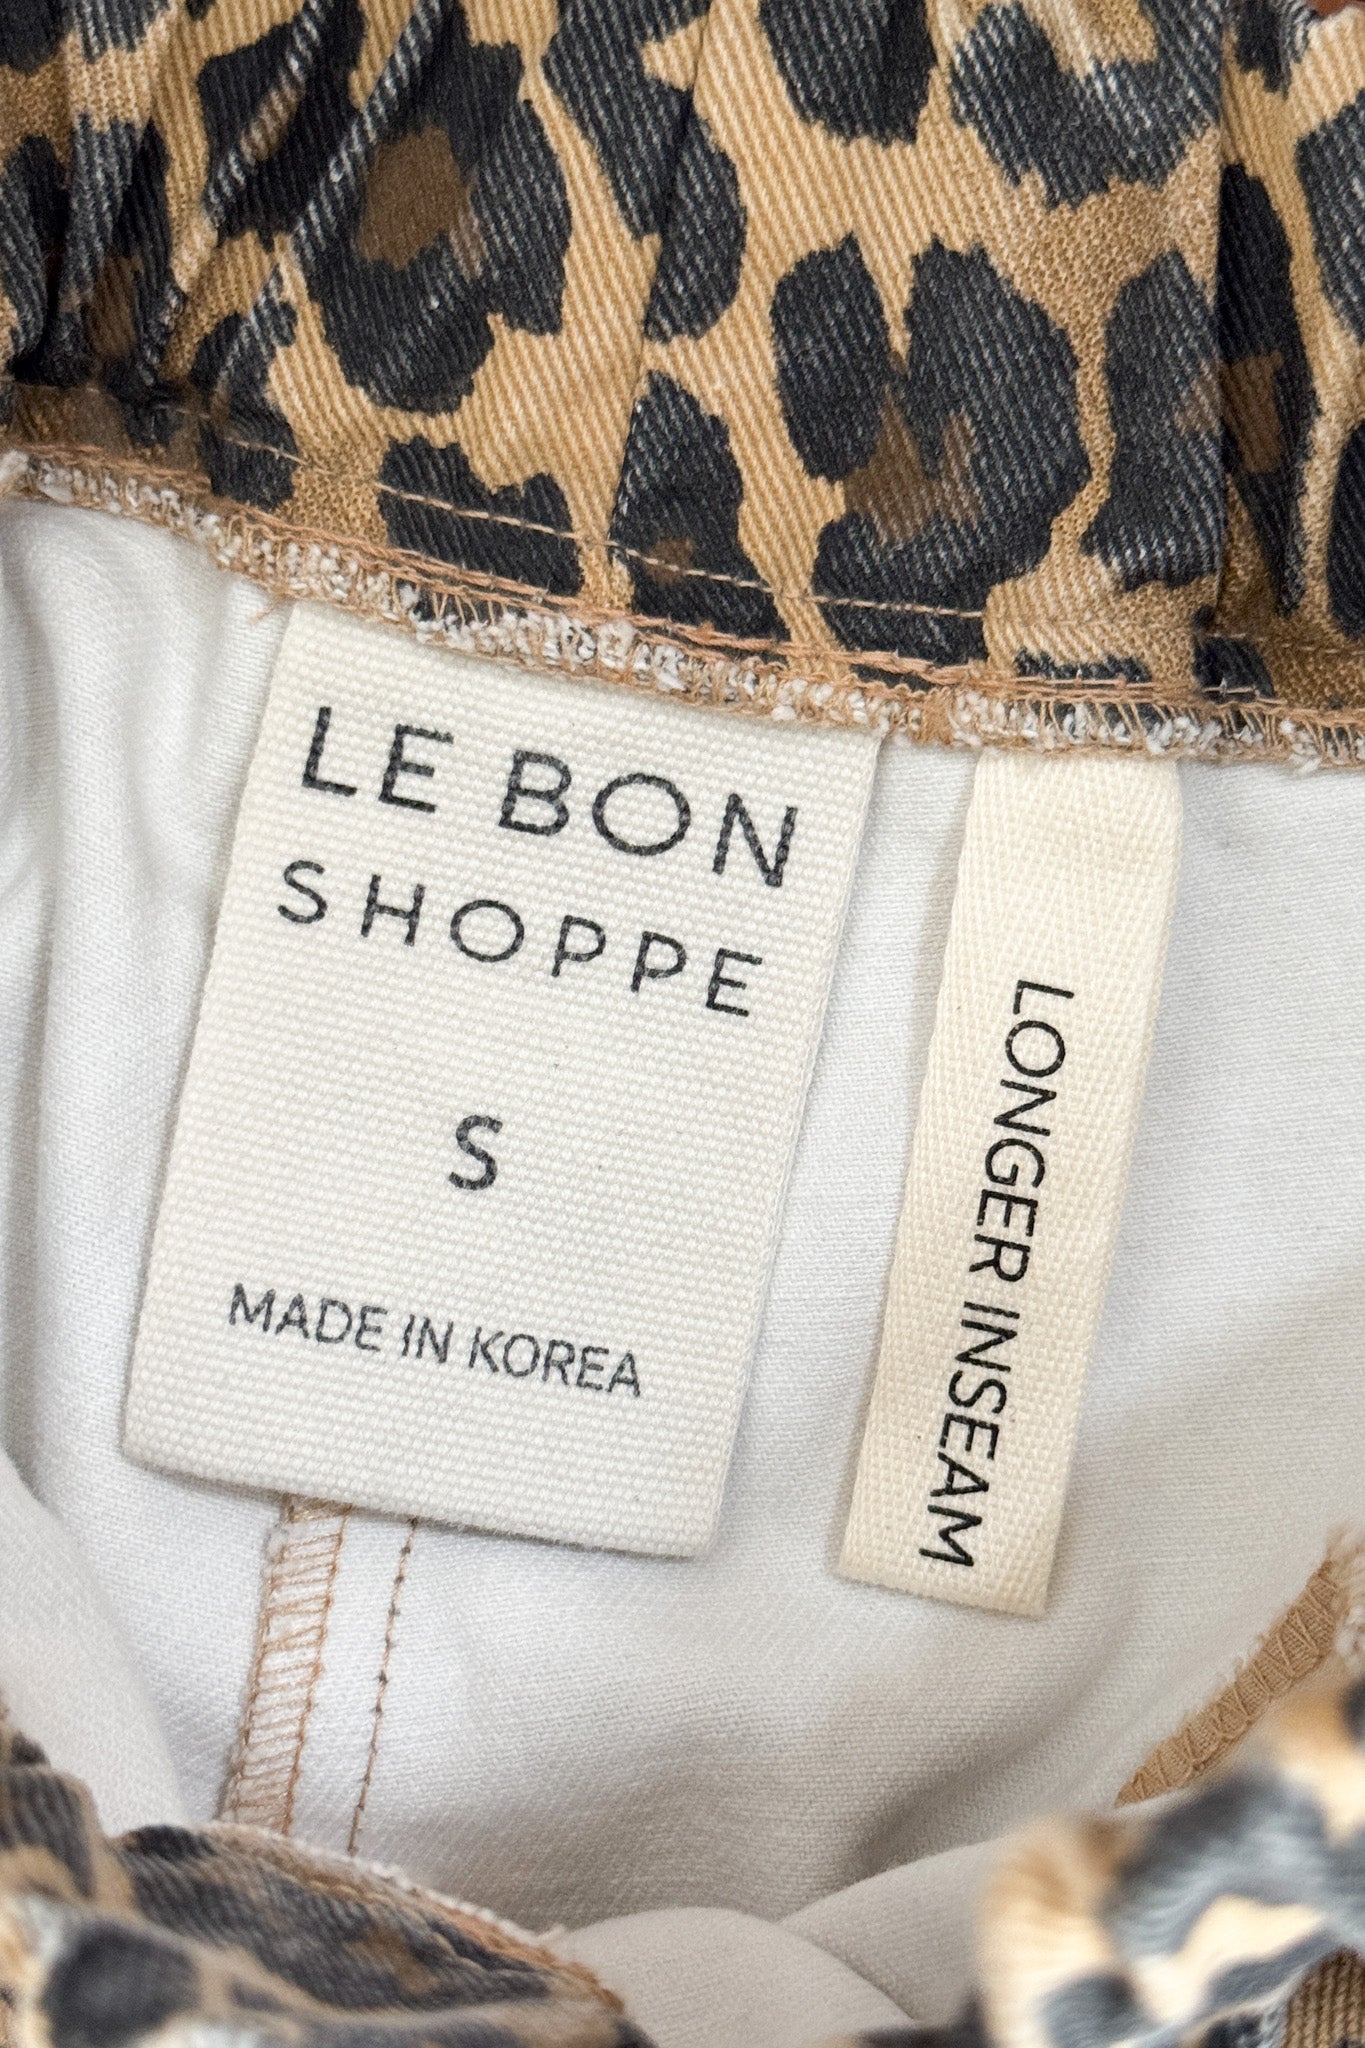 LE BON
SHOPPE
S
MADE IN KOREA
LONGER INSEAM